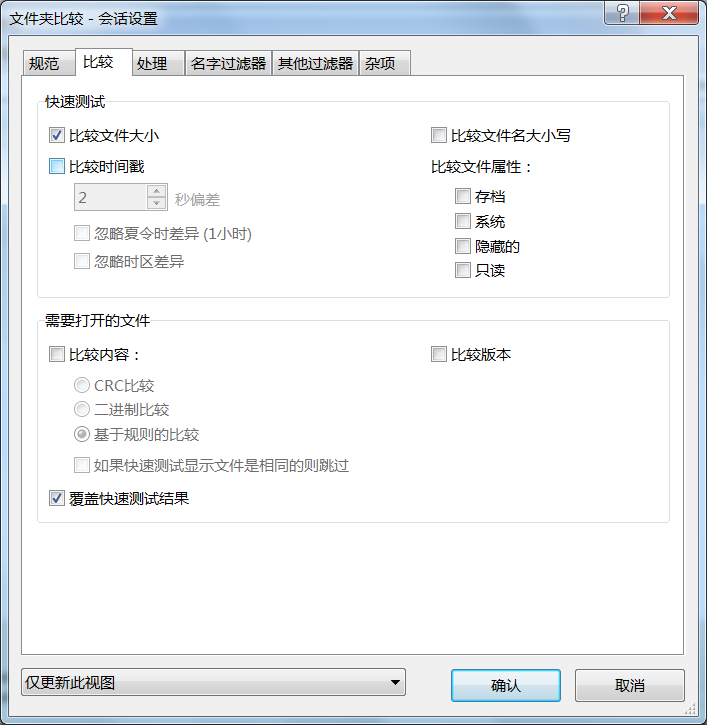 文件夹比较 - 会话设置
规范 比较 处理 名字过滤器 其他过滤器 杂项
快速测试
比较文件大小
比较文件名大小写
比较时间戳
比较文件属性：
2 秒偏差
存档
系统
忽略夏令时差异 (1小时)
隐藏的
忽略时区差异
只读
需要打开的文件
比较内容：
比较版本
CRC比较
二进制比较
基于规则的比较
如果快速测试显示文件是相同的则跳过
覆盖快速测试结果
仅更新此视图
确认 取消